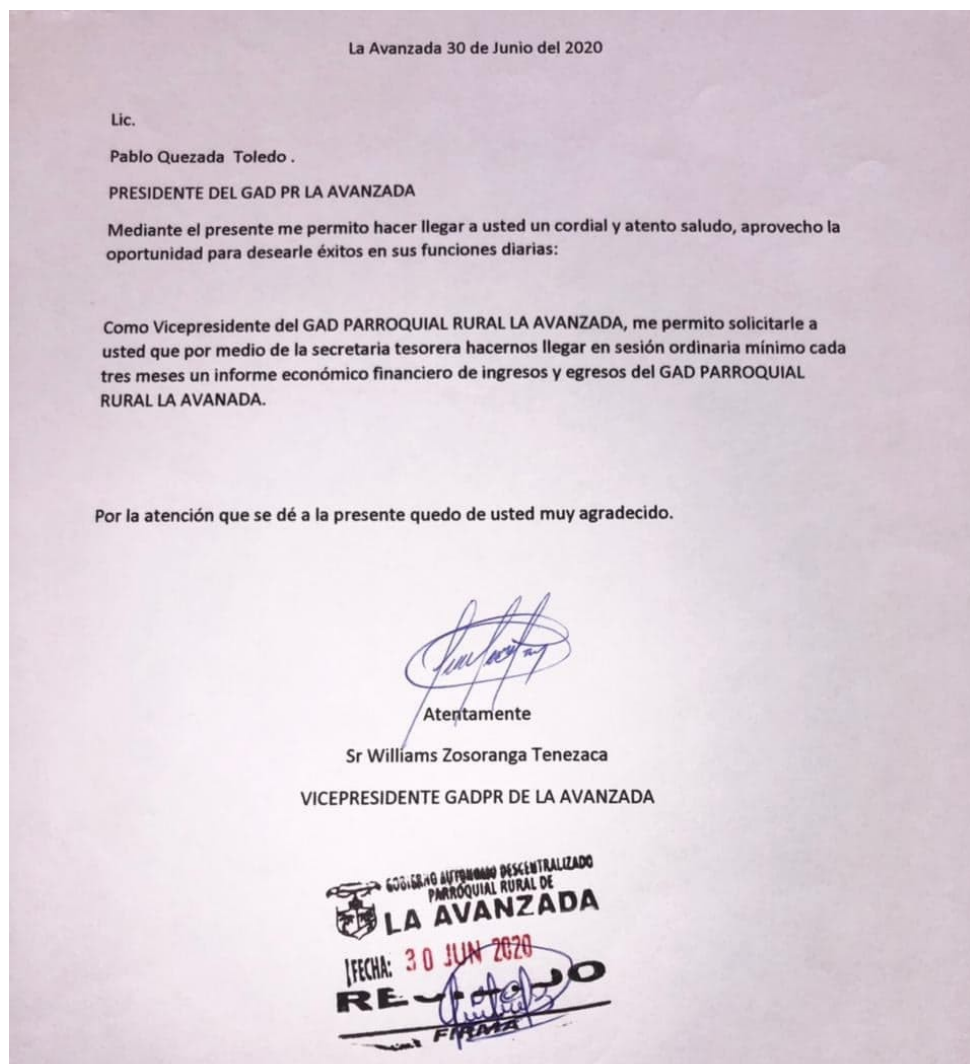 La Avanzada 30 de Junio del 2020
Lic.
Pablo Quezada Toledo .
PRESIDENTE DEL GAD PR LA AVANZADA
Mediante el presente me permito hacer llegar a usted un cordial y atento saludo, aprovecho la
oportunidad para desearle éxitos en sus funciones diarias:
Como Vicepresidente del GAD PARROQUIAL RURAL LA AVANZADA, me permito solicitarle a
usted que por medio de la secretaria tesorera hacernos llegar en sesión ordinaria mínimo cada
tres meses un informe económico financiero de ingresos y egresos del GAD PARROQUIAL
RURAL LA AVANADA.
Por la atención que se dé a la presente quedo de usted muy agradecido.
Atentamente
Sr Williams Zosoranga Tenezaca
VICEPRESIDENTE GADPR DE LA AVANZADA
GOBIERNO AUTONOMO DESCENTRALIZADO
PARROQUIAL RURAL DE
LA AVANZADA
FECHA: 30 JUN 2020
FIRMA